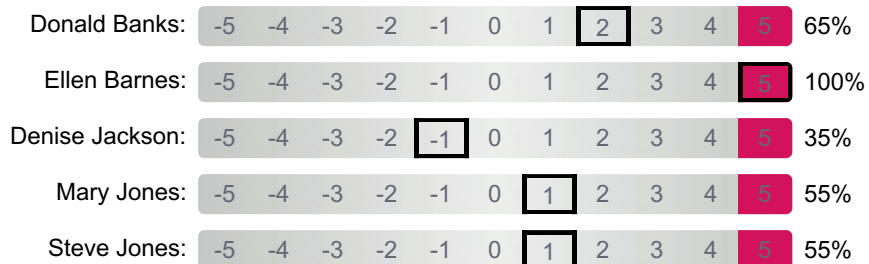 Donald Banks: -5 -4 -3 -2 -1 0 1 2 3 4 5 65%
Ellen Barnes: -5 -4 -3 -2 -1 0 1 2 3 4 5 100%
Denise Jackson: -5 -4 -3 -2 -1 0 1 2 3 4 5 35%
Mary Jones: -5 -4 -3 -2 -1 0 1 2 3 4 5 55%
Steve Jones: -5 -4 -3 -2 -1 0 1 2 3 4 5 55%